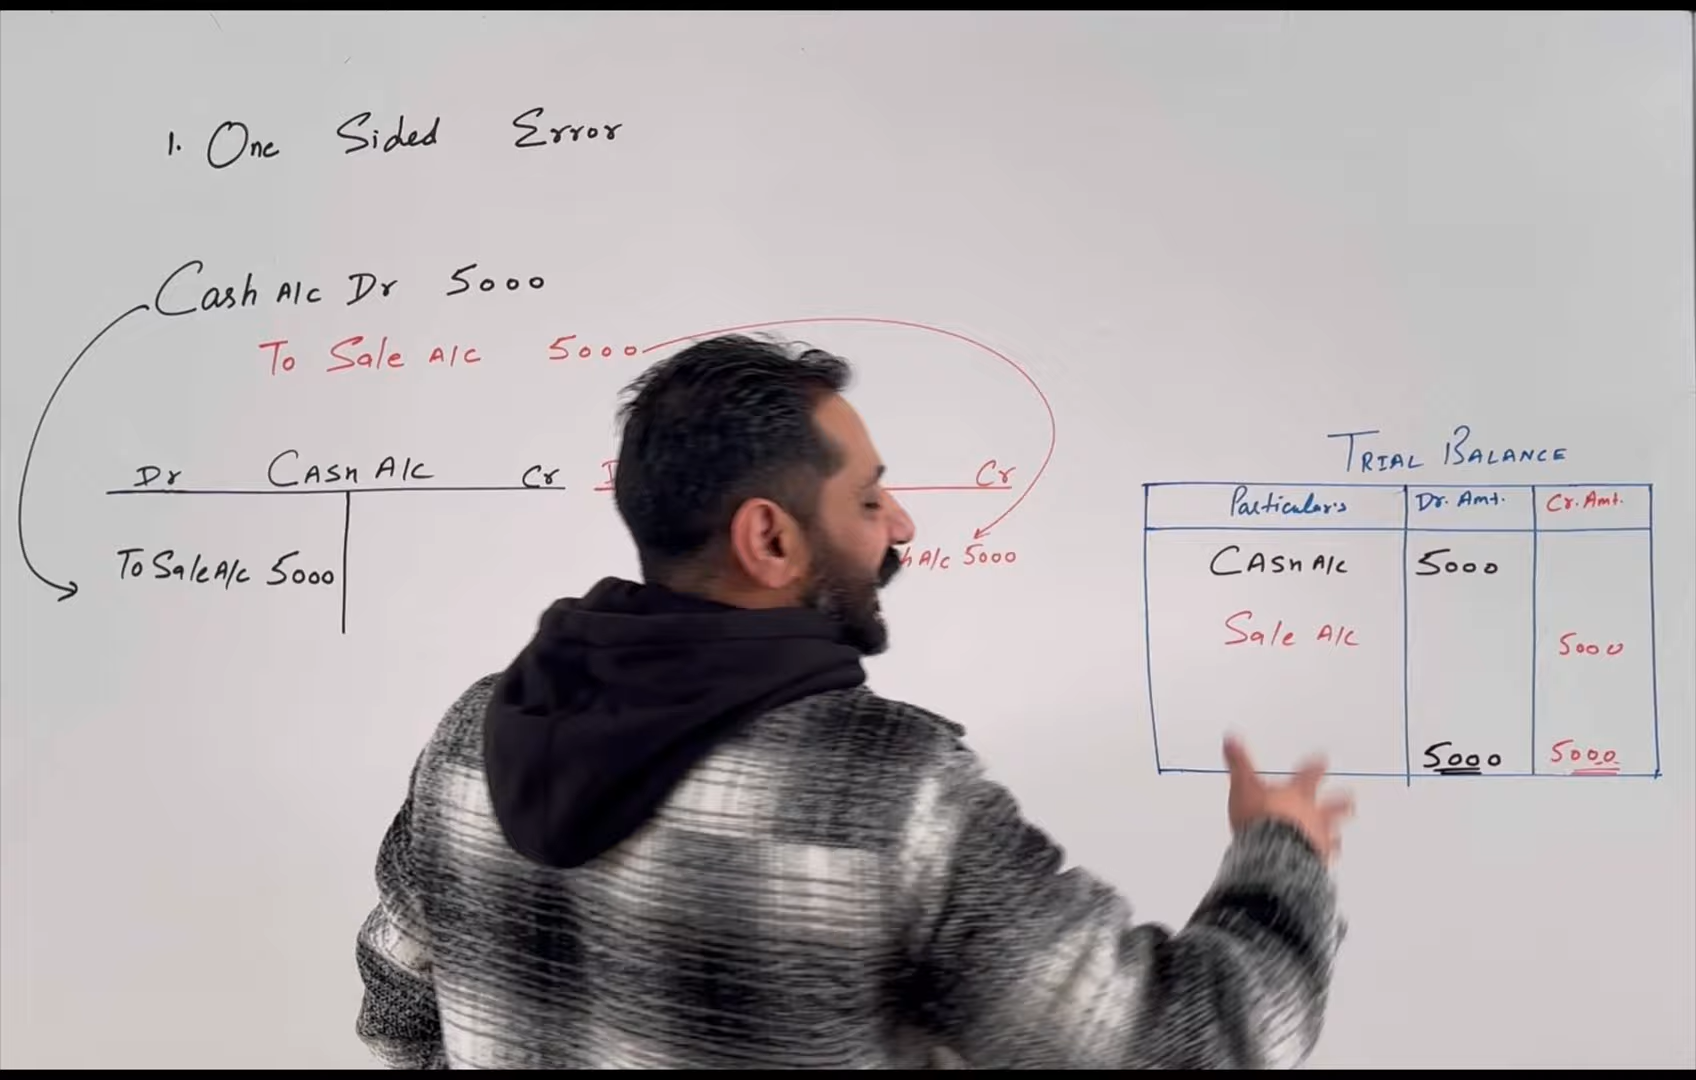 1. One Sided Error
Cash A/c Dr 5000
To Sale A/c 5000
Dr CAsh A/c Cr
To Sale A/c 5000
Cr
A/c 5000
TRIAL BALANCE
Particulars Dr. Amt. Cr. Amt.
CAsh A/c 5000
Sale A/c 5000
5000 5000